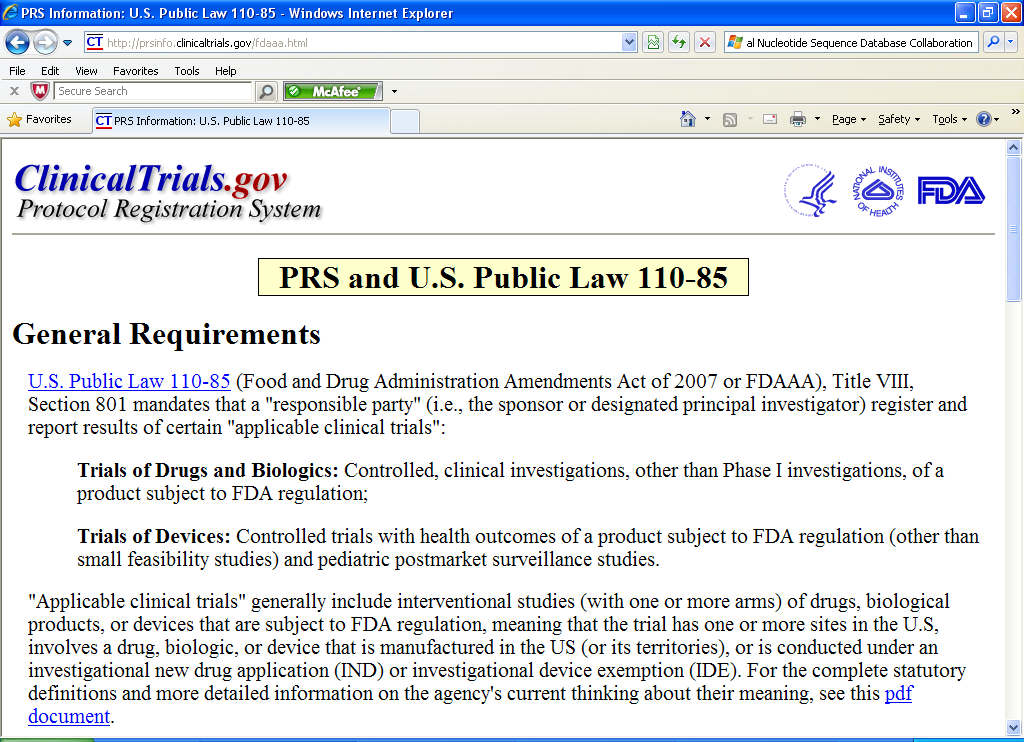 PRS Information: U.S. Public Law 110-85 - Windows Internet Explorer
CT http://prsinfo.clinicaltrials.gov/fdaaa.html al Nucleotide Sequence Database Collaboration
File Edit View Favorites Tools Help
X Secure Search McAfee
Favorites CT PRS Information: U.S. Public Law 110-85 Page Safety Tools »
ClinicalTrials.gov
Protocol Registration System
NATIONAL INSTITUTES OF HEALTH
FDA
PRS and U.S. Public Law 110-85
General Requirements
U.S. Public Law 110-85 (Food and Drug Administration Amendments Act of 2007 or FDAAA), Title VIII,
Section 801 mandates that a "responsible party" (i.e., the sponsor or designated principal investigator) register and
report results of certain "applicable clinical trials":
Trials of Drugs and Biologics: Controlled, clinical investigations, other than Phase I investigations, of a
product subject to FDA regulation;
Trials of Devices: Controlled trials with health outcomes of a product subject to FDA regulation (other than
small feasibility studies) and pediatric postmarket surveillance studies.
"Applicable clinical trials" generally include interventional studies (with one or more arms) of drugs, biological
products, or devices that are subject to FDA regulation, meaning that the trial has one or more sites in the U.S,
involves a drug, biologic, or device that is manufactured in the US (or its territories), or is conducted under an
investigational new drug application (IND) or investigational device exemption (IDE). For the complete statutory
definitions and more detailed information on the agency's current thinking about their meaning, see this pdf
document.